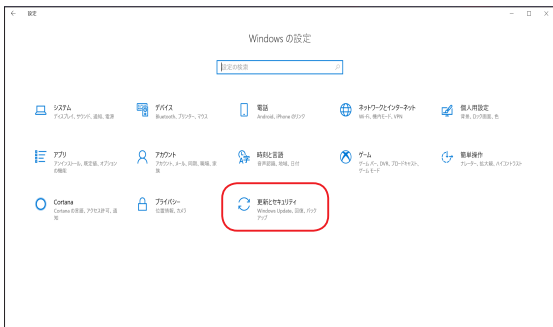 設定
Windows の設定
設定の検索
システム
ディスプレイ、サウンド、通知、電源
デバイス
Bluetooth、プリンター、マウス
電話
Android, iPhone のリンク
ネットワークとインターネット
Wi-Fi、機内モード、VPN
個人用設定
背景、ロック画面、色
アプリ
アンインストール、既定値、オプション
の機能
アカウント
アカウント、メール、同期、職場、家
族
時刻と言語
音声認識、地域、日付
ゲーム
ゲーム バー、DVR、ブロードキャスト、
ゲーム モード
簡単操作
ナレーター、拡大鏡、ハイコントラスト
Cortana
Cortana の言語、アクセス許可、通
知
プライバシー
位置情報、カメラ
更新とセキュリティ
Windows Update、回復、バック
アップ